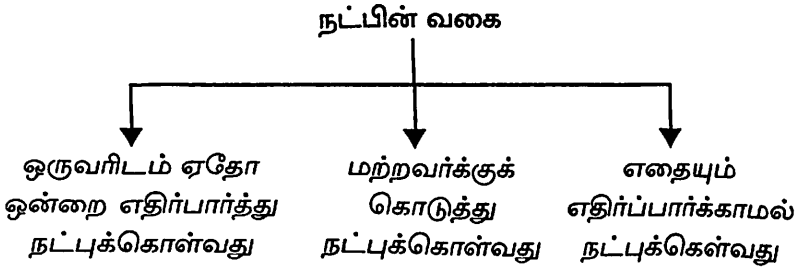 நட்பின் வகை
ஒருவரிடம் ஏதோ
ஒன்றை எதிர்பார்த்து
நட்புக்கொள்வது
மற்றவர்க்குக்
கொடுத்து
நட்புக்கொள்வது
எதையும்
எதிர்ப்பார்க்காமல்
நட்புக்கெள்வது